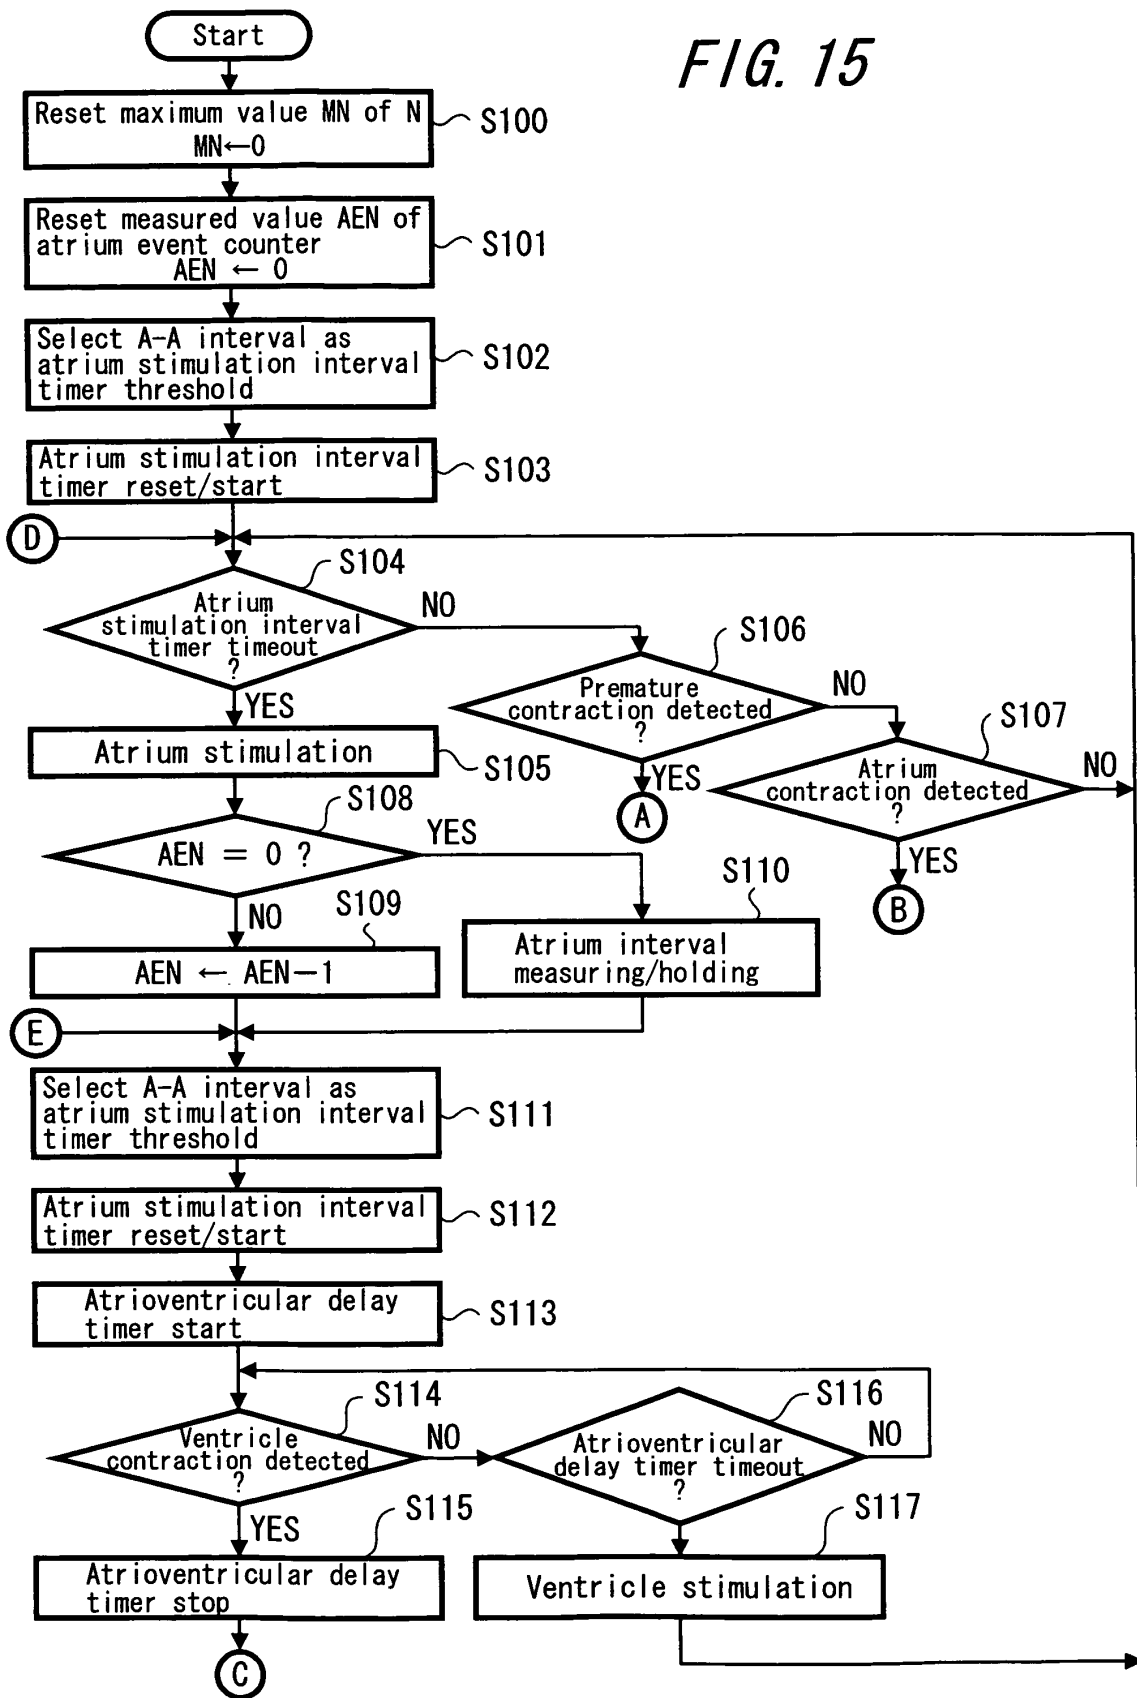 FIG. 15
Start
Reset maximum value MN of N
MN←0
S100
Reset measured value AEN of
atrium event counter
AEN ← 0
S101
Select A-A interval as
atrium stimulation interval
timer threshold
S102
Atrium stimulation interval
timer reset/start
S103
D
S104
Atrium
stimulation interval
timer timeout
?
NO
YES
S106
Premature
contraction detected
?
NO
YES
A
S107
Atrium
contraction detected
?
NO
YES
B
Atrium stimulation
S105
S108
AEN = 0 ?
YES
NO
S109
AEN ← AEN-1
S110
Atrium interval
measuring/holding
E
Select A-A interval as
atrium stimulation interval
timer threshold
S111
Atrium stimulation interval
timer reset/start
S112
Atrioventricular delay
timer start
S113
S114
Ventricle
contraction detected
?
NO
YES
S116
Atrioventricular
delay timer timeout
?
NO
S115
Atrioventricular delay
timer stop
S117
Ventricle stimulation
C